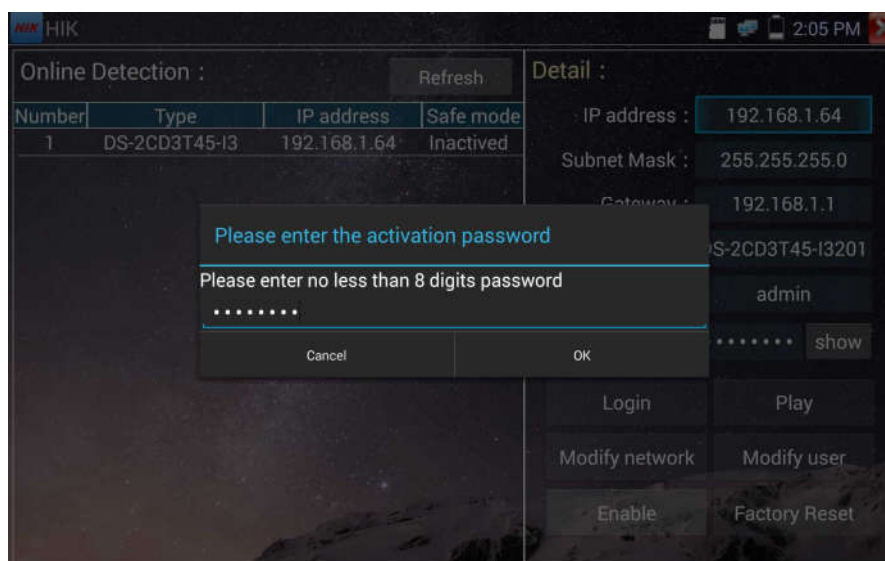 HIK HIK 2:05 PM
Online Detection :
Refresh
Number Type IP address Safe mode
1 DS-2CD3T45-I3 192.168.1.64 Inactived
Detail :
IP address : 192.168.1.64
Subnet Mask : 255.255.255.0
Gateway : 192.168.1.1
DS-2CD3T45-I3201
admin
•••••••• show
Please enter the activation password
Please enter no less than 8 digits password
••••••••
Cancel OK
Login Play
Modify network Modify user
Enable Factory Reset